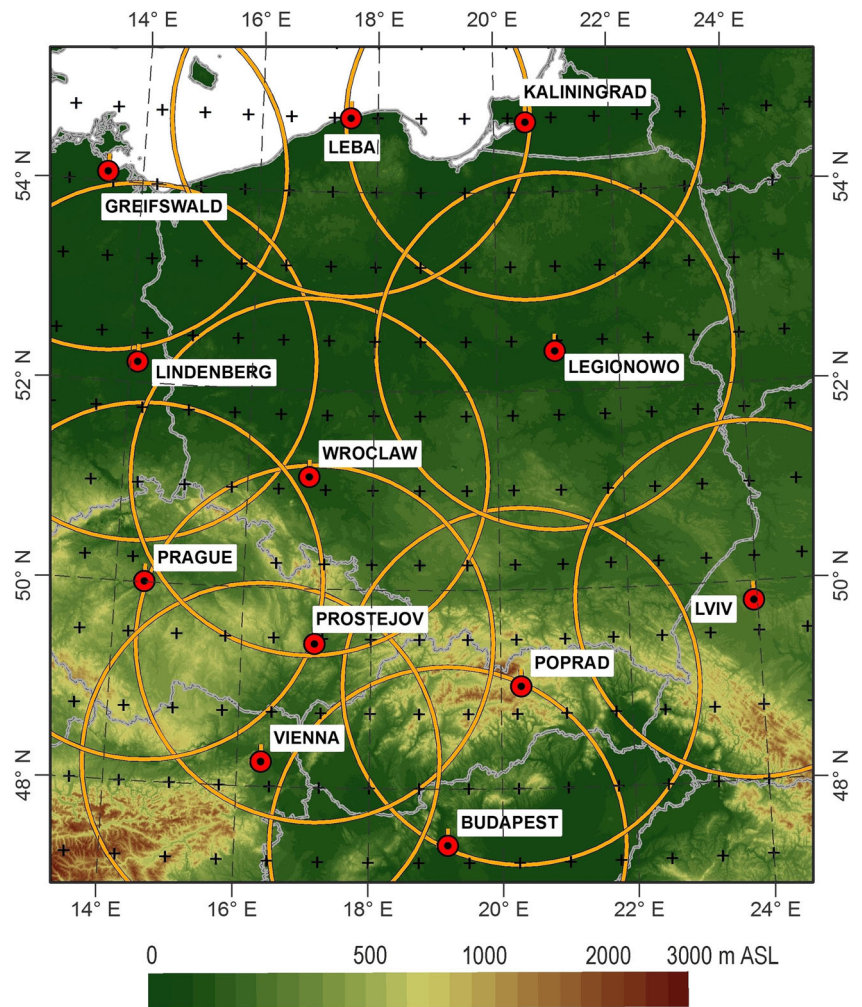 14° E 16° E 18° E 20° E 22° E 24° E
KALININGRAD
LEBA
54° N 54° N
GREIFSWALD
52° N 52° N
LINDENBERG
LEGIONOWO
WROCLAW
PRAGUE
50° N 50° N
LVIV
PROSTEJOV
POPRAD
VIENNA
48° N 48° N
BUDAPEST
14° E 16° E 18° E 20° E 22° E 24° E
0 500 1000 2000 3000 m ASL